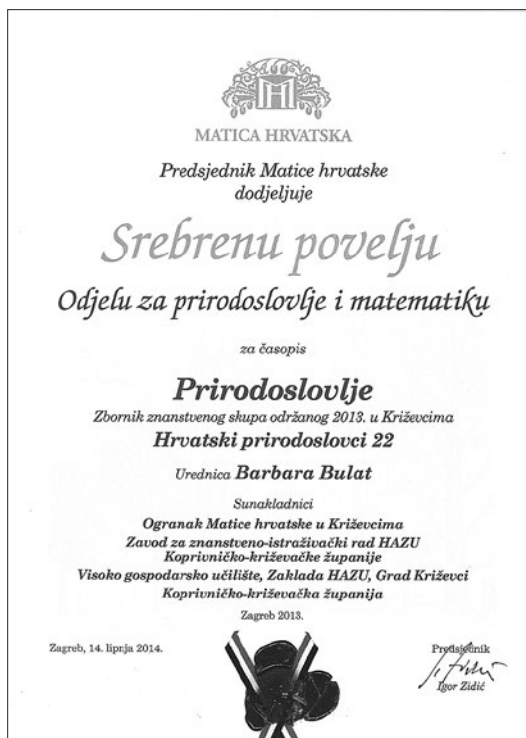 MATICA HRVATSKA
Predsjednik Matice hrvatske
dodjeljuje
Srebrenu povelju
Odjelu za prirodoslovlje i matematiku
za časopis
Prirodoslovlje
Zbornik znanstvenog skupa održanog 2013. u Križevcima
Hrvatski prirodoslovci 22
Urednica Barbara Bulat
Sunakladnici
Ogranak Matice hrvatske u Križevcima
Zavod za znanstveno-istraživački rad HAZU
Koprivničko-križevačke županije
Visoko gospodarsko učilište, Zaklada HAZU, Grad Križevci
Koprivničko-križevačka županija
Zagreb 2013.
Zagreb, 14. lipnja 2014.
Predsjednik
Igor Zidić